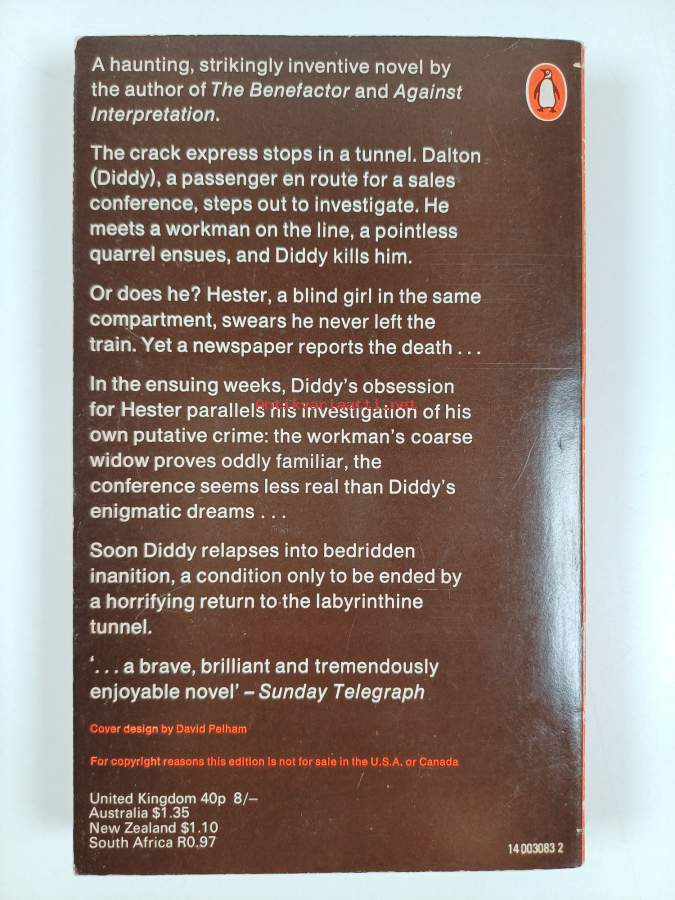 A haunting, strikingly inventive novel by
the author of The Benefactor and Against
Interpretation.
The crack express stops in a tunnel. Dalton
(Diddy), a passenger en route for a sales
conference, steps out to investigate. He
meets a workman on the line, a pointless
quarrel ensues, and Diddy kills him.
Or does he? Hester, a blind girl in the same
compartment, swears he never left the
train. Yet a newspaper reports the death . . .
In the ensuing weeks, Diddy's obsession
for Hester parallels his investigation of his
antikvariaatti.net
own putative crime: the workman's coarse
widow proves oddly familiar, the
conference seems less real than Diddy's
enigmatic dreams . . .
Soon Diddy relapses into bedridden
inanition, a condition only to be ended by
a horrifying return to the labyrinthine
tunnel.
'. . . a brave, brilliant and tremendously
enjoyable novel' – Sunday Telegraph
Cover design by David Pelham
For copyright reasons this edition is not for sale in the U.S.A. or Canada
United Kingdom 40p 8/–
Australia $1.35
New Zealand $1.10
South Africa R0.97
14 003083 2